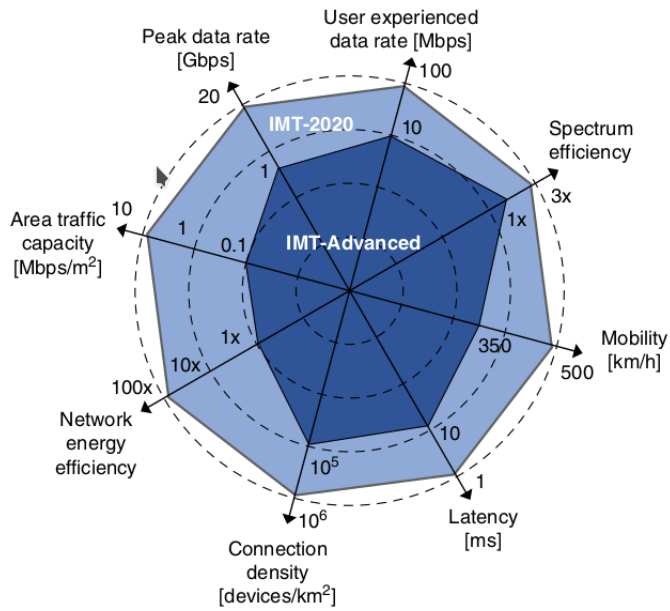 User experienced
data rate [Mbps]
Peak data rate
[Gbps]
100
20
IMT-2020
10
Spectrum
efficiency
1
3x
10
1
Area traffic
capacity
[Mbps/m²]
0.1
IMT-Advanced
1x
1x
350
Mobility
[km/h]
500
10x
100x
Network
energy
efficiency
10
10⁵
1
10⁶
Latency
[ms]
Connection
density
[devices/km²]